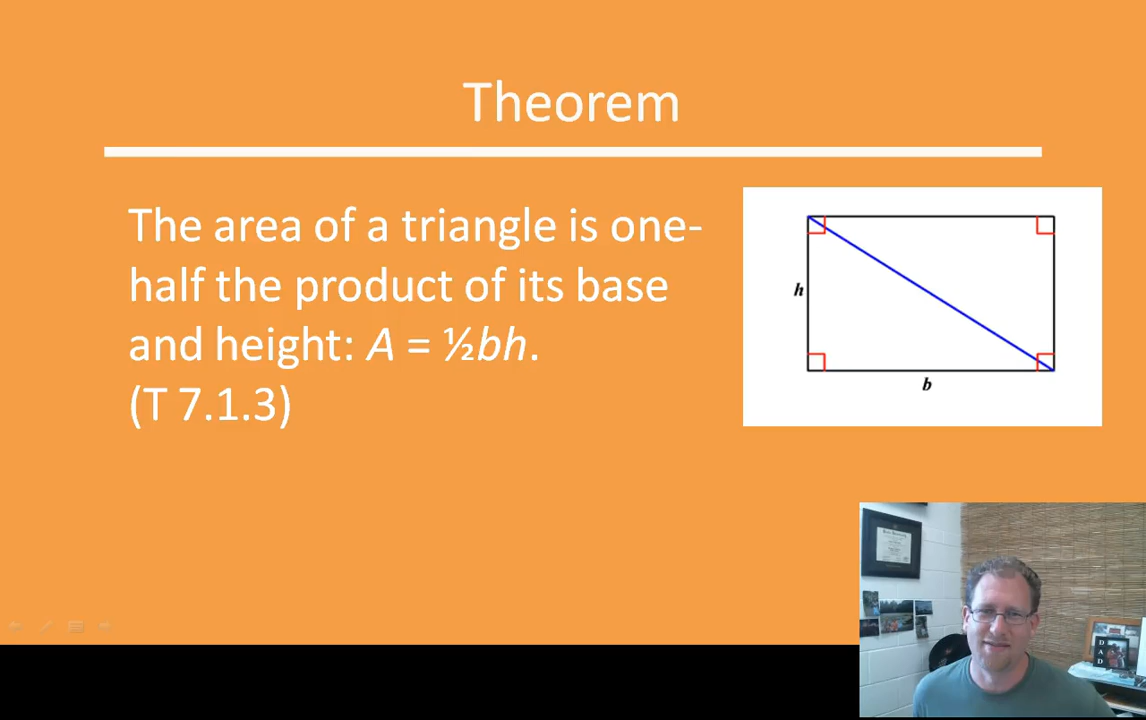 Theorem
The area of a triangle is one-
half the product of its base
and height: A = ½bh.
(T 7.1.3)
h
b
DAD